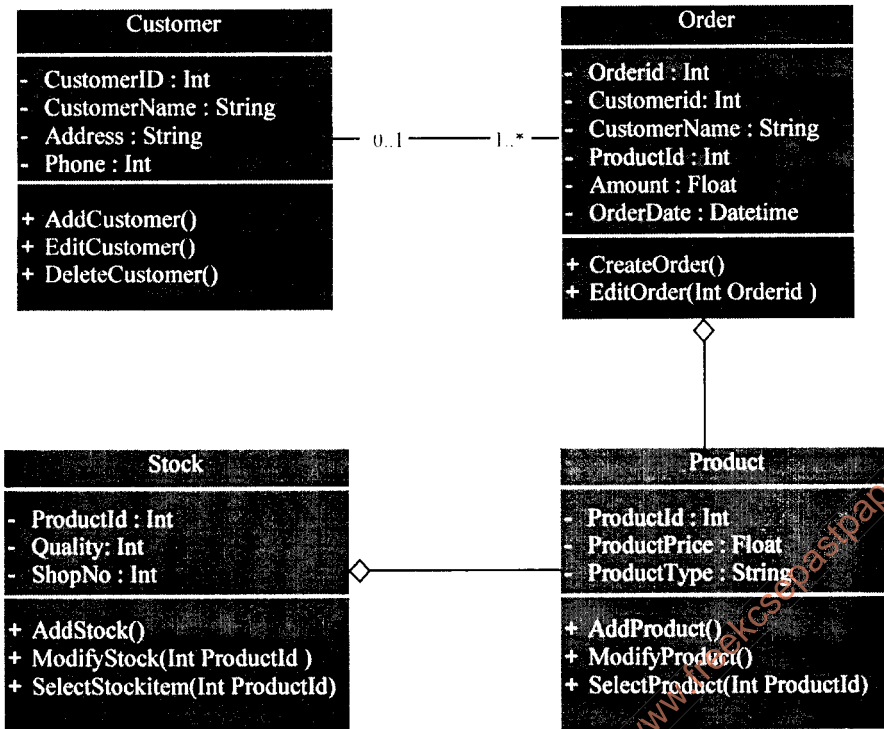 Customer
- CustomerID : Int
- CustomerName : String
- Address : String
- Phone : Int
+ AddCustomer()
+ EditCustomer()
+ DeleteCustomer()
0..1
1..*
Order
- Orderid : Int
- Customerid: Int
- CustomerName : String
- ProductId : Int
- Amount : Float
- OrderDate : Datetime
+ CreateOrder()
+ EditOrder(Int Orderid )
Stock
- ProductId : Int
- Quality: Int
- ShopNo : Int
+ AddStock()
+ ModifyStock(Int ProductId )
+ SelectStockitem(Int ProductId)
Product
- ProductId : Int
- ProductPrice : Float
- ProductType : String
+ AddProduct()
+ ModifyProduct()
+ SelectProduct(Int ProductId)